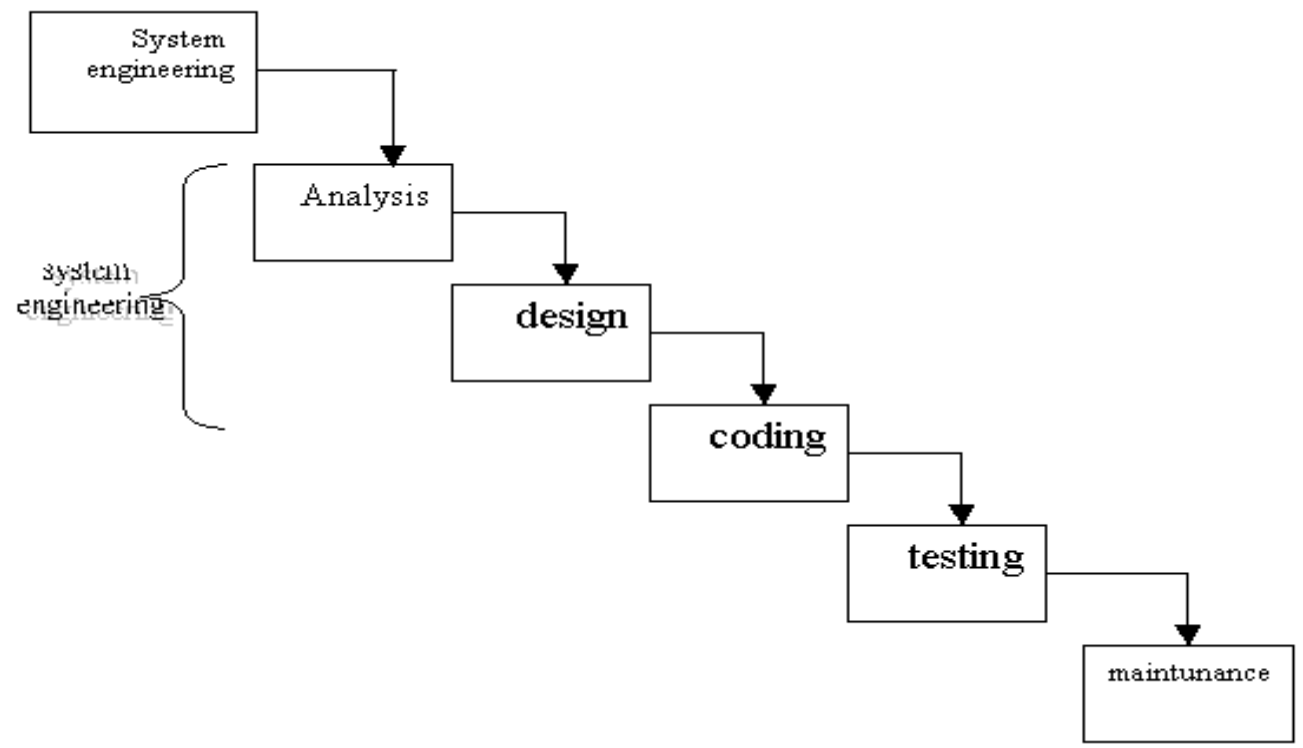 System
engineering
Analysis
system
engineering
design
coding
testing
maintunance